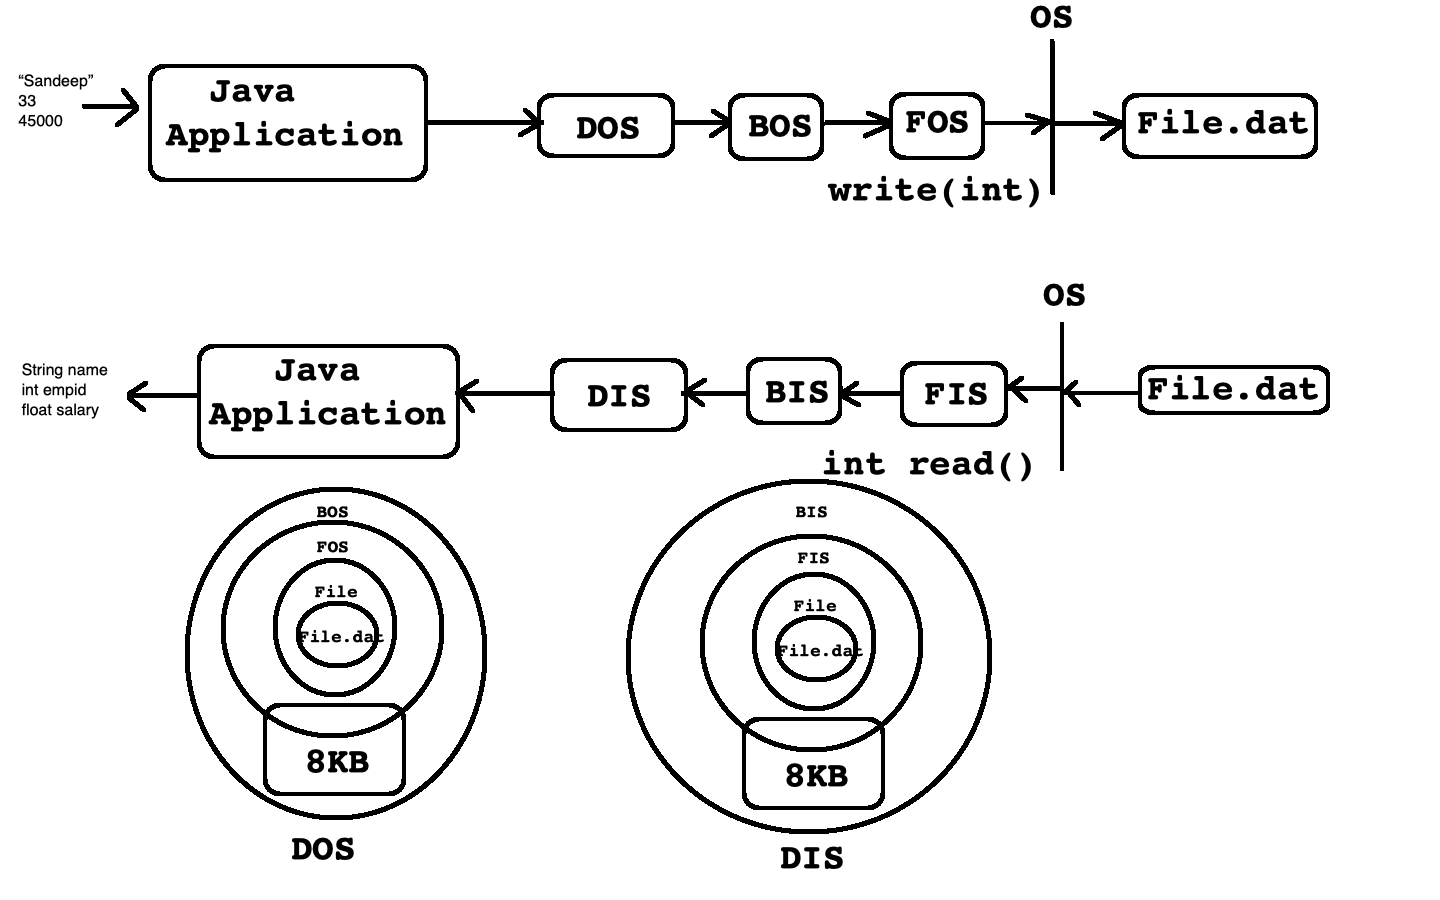 OS
“Sandeep”
33
45000
Java
Application
DOS
BOS
FOS
File.dat
write(int)
OS
String name
int empid
float salary
Java
Application
DIS
BIS
FIS
File.dat
int read()
BOS
FOS
File
File.dat
8KB
DOS
BIS
FIS
File
File.dat
8KB
DIS